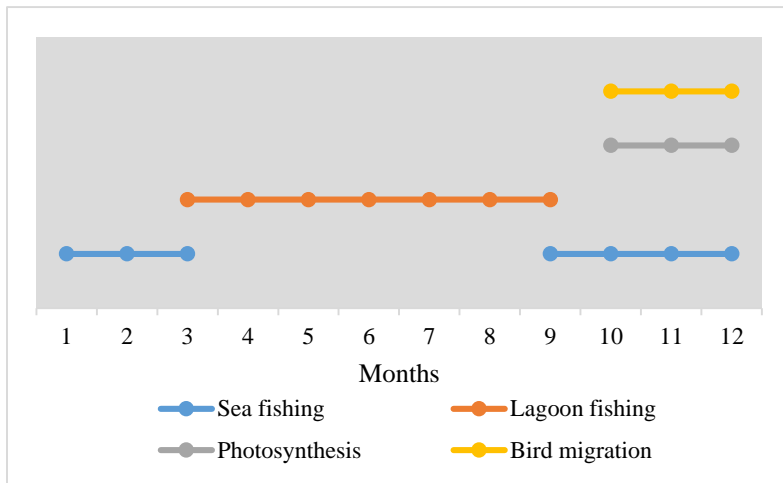 1 2 3 4 5 6 7 8 9 10 11 12
Months
Sea fishing Lagoon fishing
Photosynthesis Bird migration